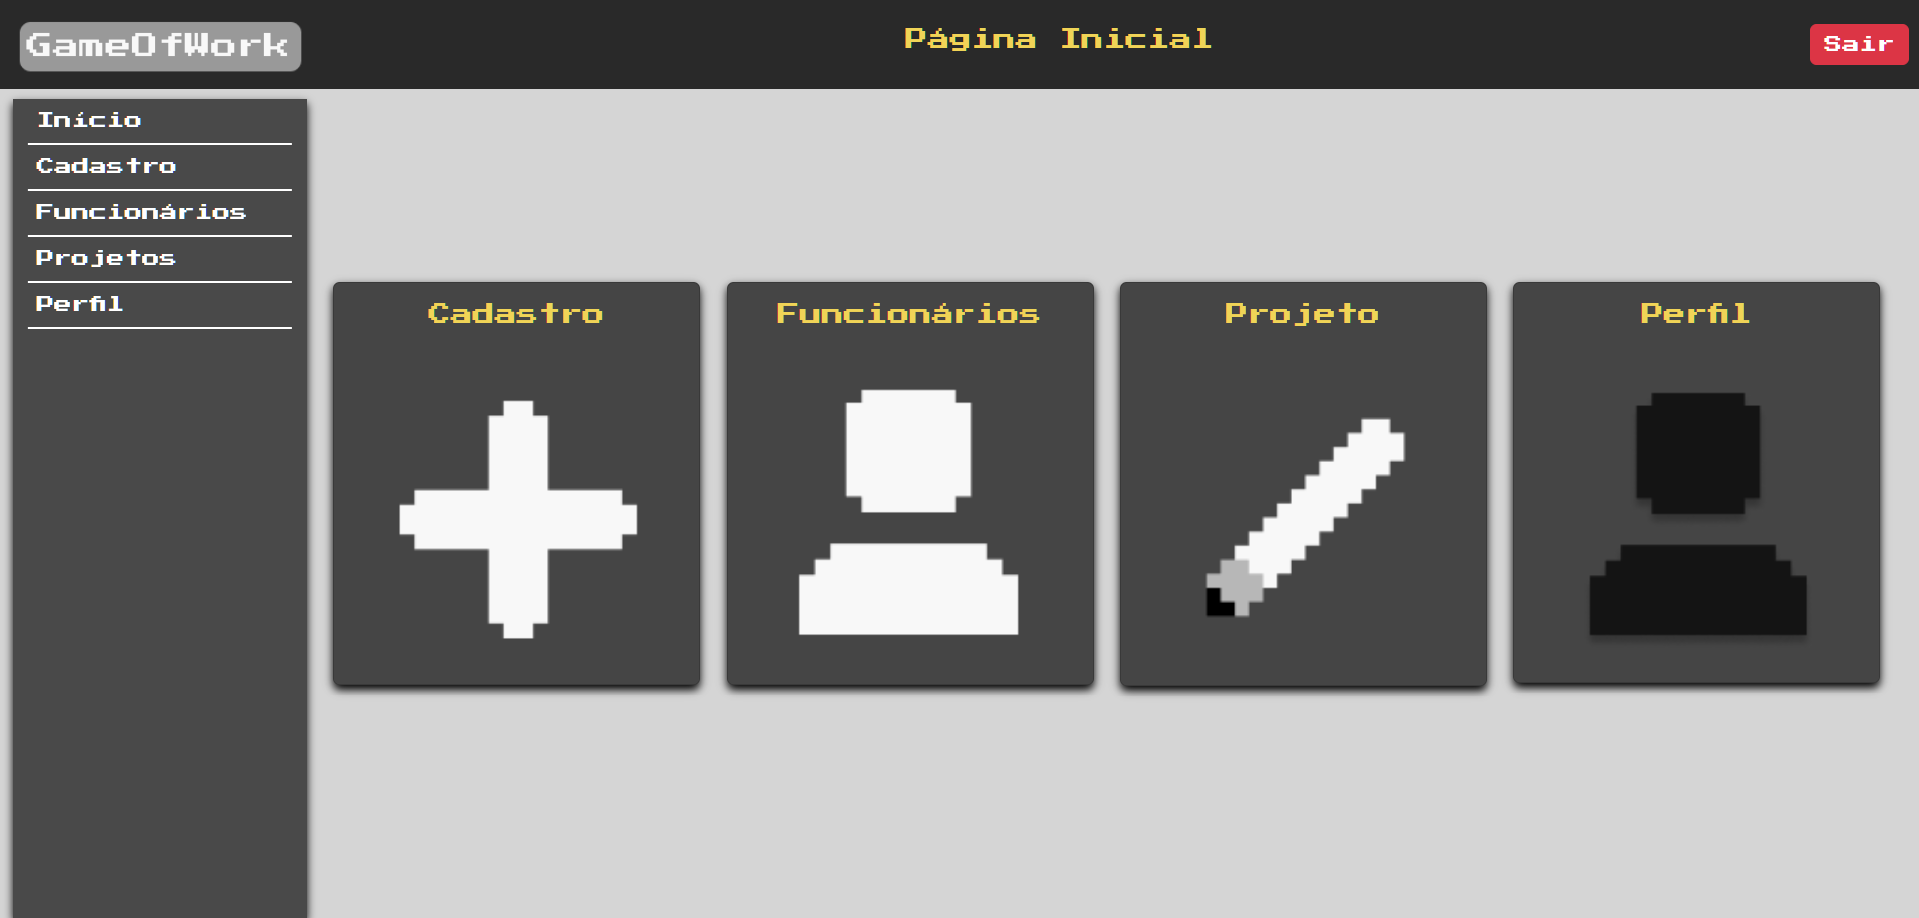 GameOfWork
Página Inicial
Sair
Início
Cadastro
Funcionários
Projetos
Perfil
Cadastro
Funcionários
Projeto
Perfil